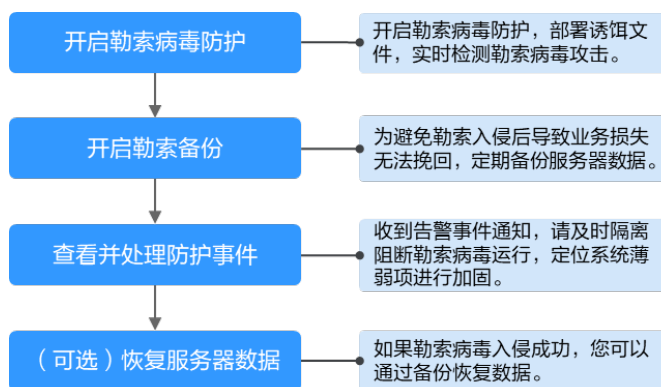 开启勒索病毒防护
开启勒索病毒防护，部署诱饵文
件，实时检测勒索病毒攻击。
开启勒索备份
为避免勒索入侵后导致业务损失
无法挽回，定期备份服务器数据。
查看并处理防护事件
收到告警事件通知，请及时隔离
阻断勒索病毒运行，定位系统薄
弱项进行加固。
（可选）恢复服务器数据
如果勒索病毒入侵成功，您可以
通过备份恢复数据。